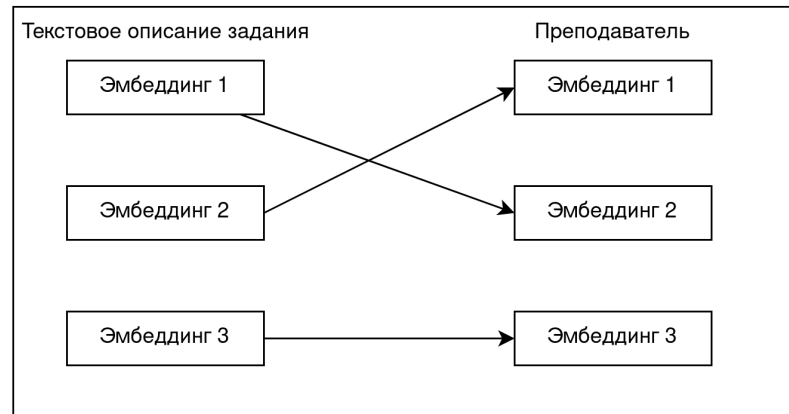 Текстовое описание задания
Преподаватель
Эмбеддинг 1
Эмбеддинг 1
Эмбеддинг 2
Эмбеддинг 2
Эмбеддинг 3
Эмбеддинг 3